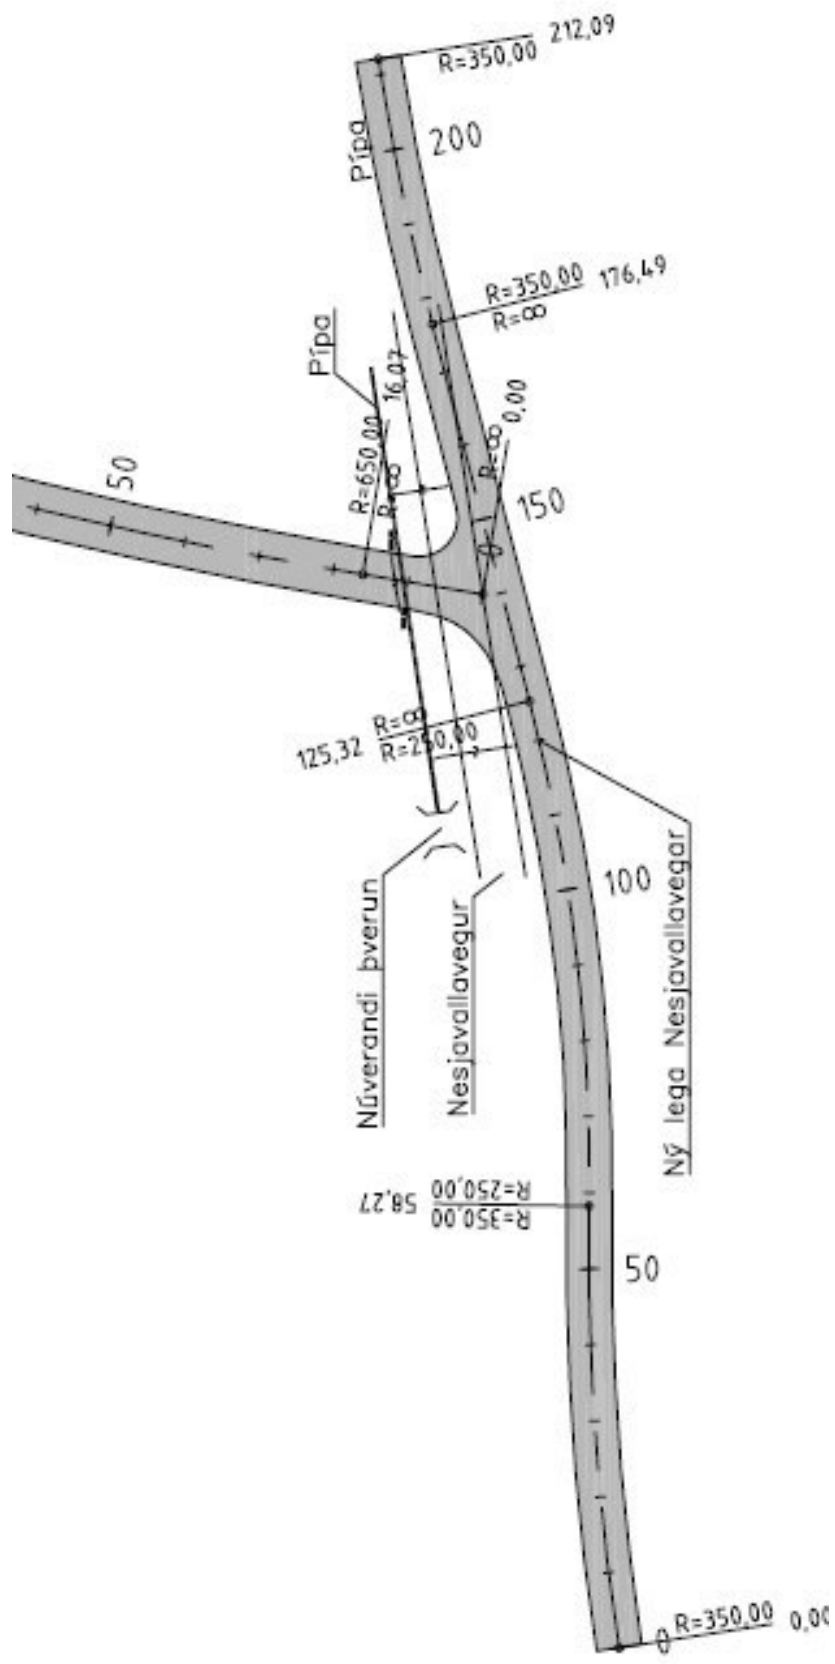 212,09
R=350,00
200
Pípa
R=350,00
176,49
R=∞
Pípa
16,07
R=650,00
R=∞
0,00
R=∞
50
150
R=∞
125,32
R=250,00
100
Núverandi þverun
Nesjavallavegur
Ný lega Nesjavallavegar
58,27
R=250,00
R=350,00
50
0
R=350,00
0,00